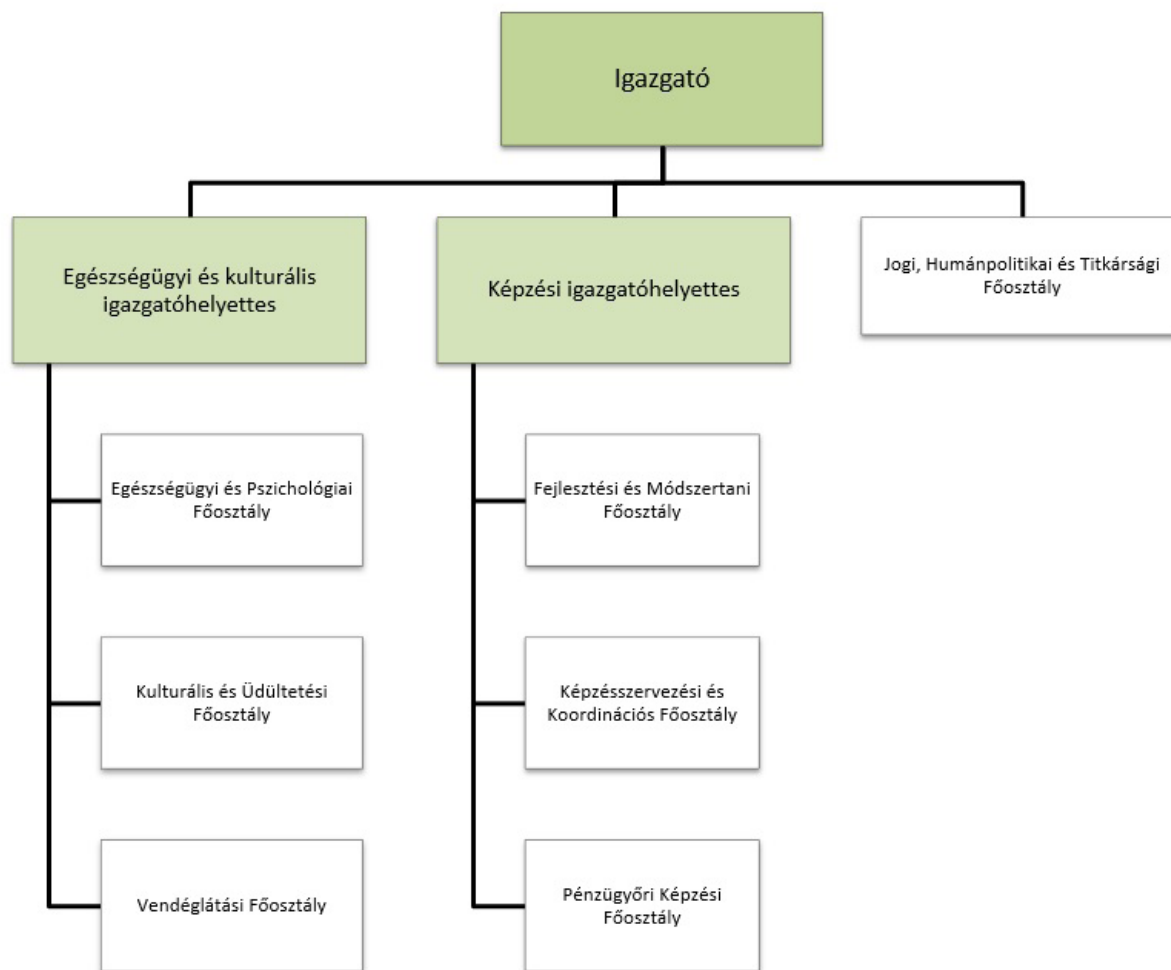 Igazgató
Egészségügyi és kulturális
igazgatóhelyettes
Képzési igazgatóhelyettes
Jogi, Humánpolitikai és Titkársági
Főosztály
Egészségügyi és Pszichológiai
Főosztály
Fejlesztési és Módszertani
Főosztály
Kulturális és Üdültetési
Főosztály
Képzésszervezési és
Koordinációs Főosztály
Vendéglátási Főosztály
Pénzügyőri Képzési
Főosztály